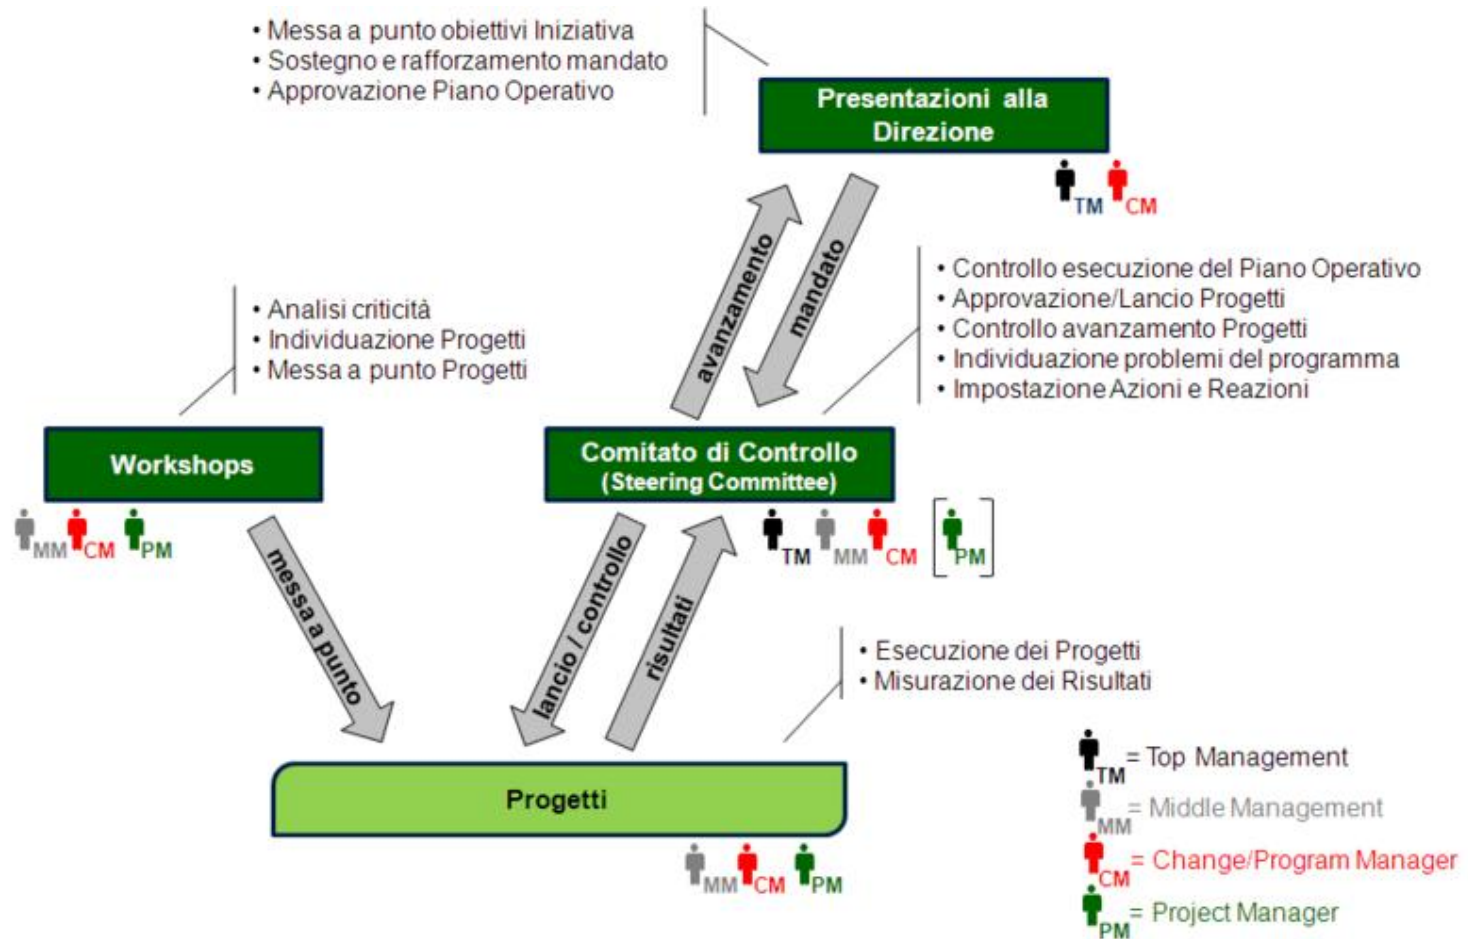 • Messa a punto obiettivi Iniziativa
• Sostegno e rafforzamento mandato
• Approvazione Piano Operativo
Presentazioni alla
Direzione
TM CM
avanzamento
mandato
• Controllo esecuzione del Piano Operativo
• Approvazione/Lancio Progetti
• Controllo avanzamento Progetti
• Individuazione problemi del programma
• Impostazione Azioni e Reazioni
• Analisi criticità
• Individuazione Progetti
• Messa a punto Progetti
Workshops
MM CM PM
Comitato di Controllo
(Steering Committee)
TM MM CM [PM]
messa a punto
lancio / controllo
risultati
• Esecuzione dei Progetti
• Misurazione dei Risultati
Progetti
MM CM PM
TM = Top Management
MM = Middle Management
CM = Change/Program Manager
PM = Project Manager